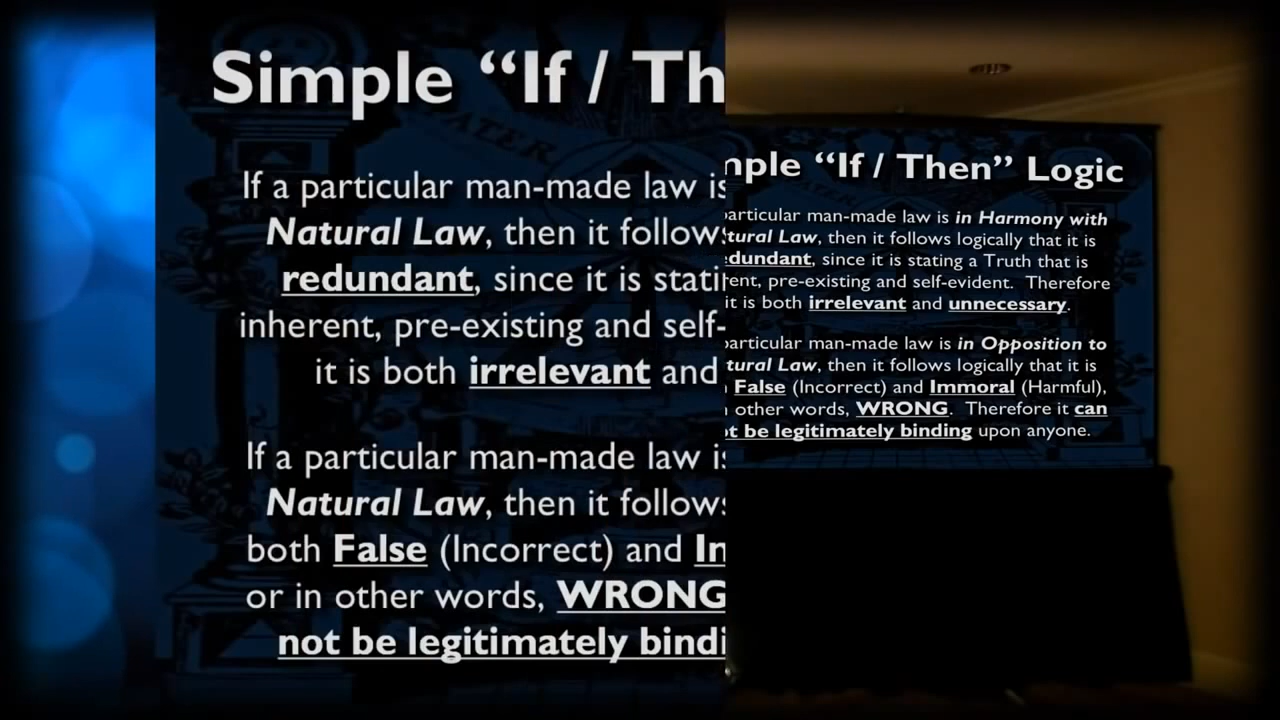 Simple “If / Th
If a particular man-made law is
Natural Law, then it follows
redundant, since it is stati
inherent, pre-existing and self-
it is both irrelevant and
If a particular man-made law is
Natural Law, then it follows
both False (Incorrect) and In
or in other words, WRONG
not be legitimately bindi
mple “If / Then” Logic
particular man-made law is in Harmony with
tural Law, then it follows logically that it is
edundant, since it is stating a Truth that is
rent, pre-existing and self-evident. Therefore
it is both irrelevant and unnecessary.
particular man-made law is in Opposition to
tural Law, then it follows logically that it is
False (Incorrect) and Immoral (Harmful),
other words, WRONG. Therefore it can
t be legitimately binding upon anyone.